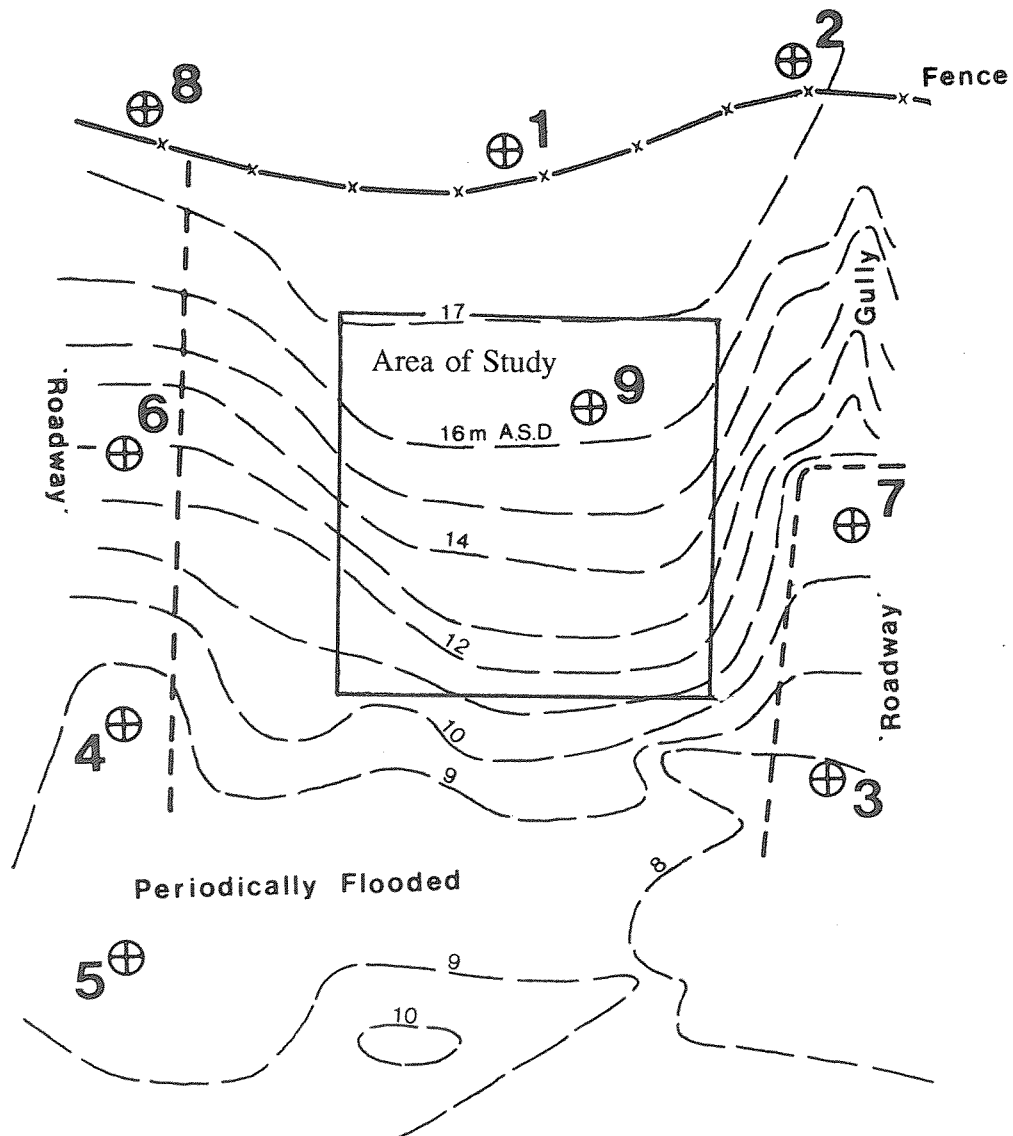 2
Fence
8
1
Gully
17
Area of Study
9
16m A.S.D
'Roadway'
6
7
14
12
'Roadway'
10
4
9
3
8
Periodically Flooded
5
9
10